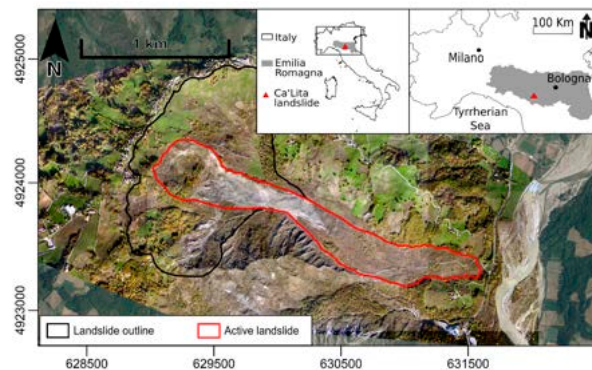 1 km
N
Italy
Emilia
Romagna
Ca'Lita
landslide
100 Km
N
Milano
Bologna
Tyrrherian
Sea
4925000
4924000
4923000
Landslide outline
Active landslide
628500
629500
630500
631500